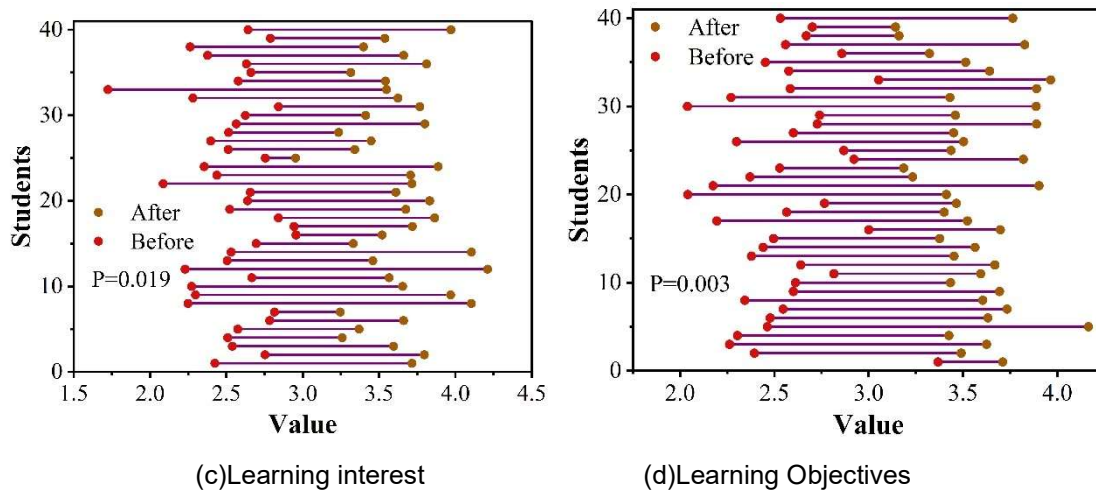 40
30
20
10
0
Students
After
Before
P=0.019
1.5 2.0 2.5 3.0 3.5 4.0 4.5
Value
(c)Learning interest
40
30
20
10
0
Students
After
Before
P=0.003
2.0 2.5 3.0 3.5 4.0
Value
(d)Learning Objectives